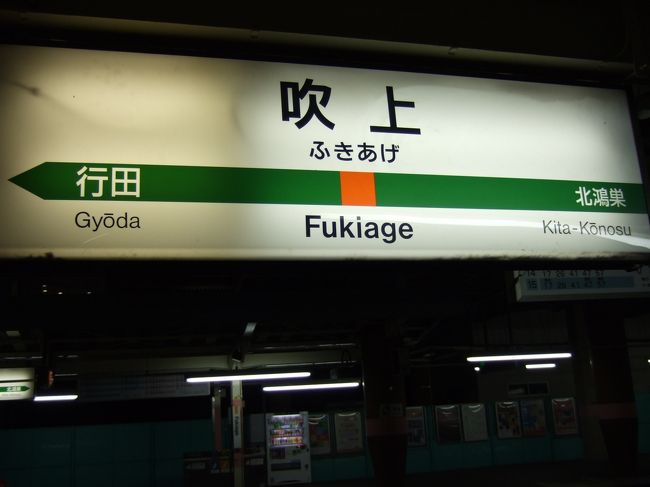 吹上
ふきあげ
行田
北鴻巣
Gyōda
Fukiage
Kita-Kōnosu